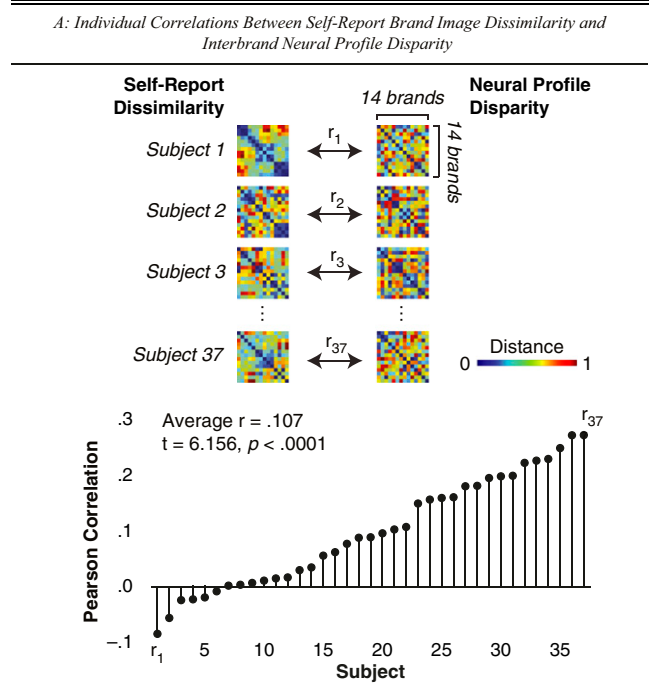 A: Individual Correlations Between Self-Report Brand Image Dissimilarity and
Interbrand Neural Profile Disparity
Self-Report
Dissimilarity
14 brands
Neural Profile
Disparity
Subject 1
r1
14 brands
Subject 2
r2
Subject 3
r3
⋮ ⋮
Subject 37
r37
Distance
0 1
Average r = .107
t = 6.156, p < .0001
r37
Pearson Correlation
.3
.2
.1
.0
–.1
r1 5 10 15 20 25 30 35
Subject